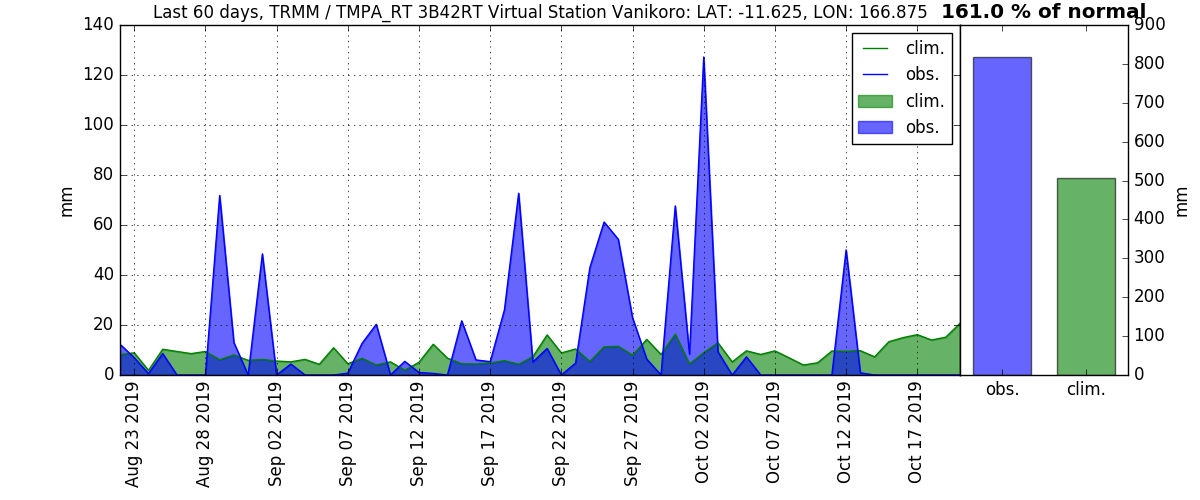 Last 60 days, TRMM / TMPA_RT 3B42RT Virtual Station Vanikoro: LAT: -11.625, LON: 166.875 161.0 % of normal
140
120
100
80
60
40
20
0
mm
clim.
obs.
clim.
obs.
Aug 23 2019
Aug 28 2019
Sep 02 2019
Sep 07 2019
Sep 12 2019
Sep 17 2019
Sep 22 2019
Sep 27 2019
Oct 02 2019
Oct 07 2019
Oct 12 2019
Oct 17 2019
900
800
700
600
500
400
300
200
100
0
mm
obs.
clim.